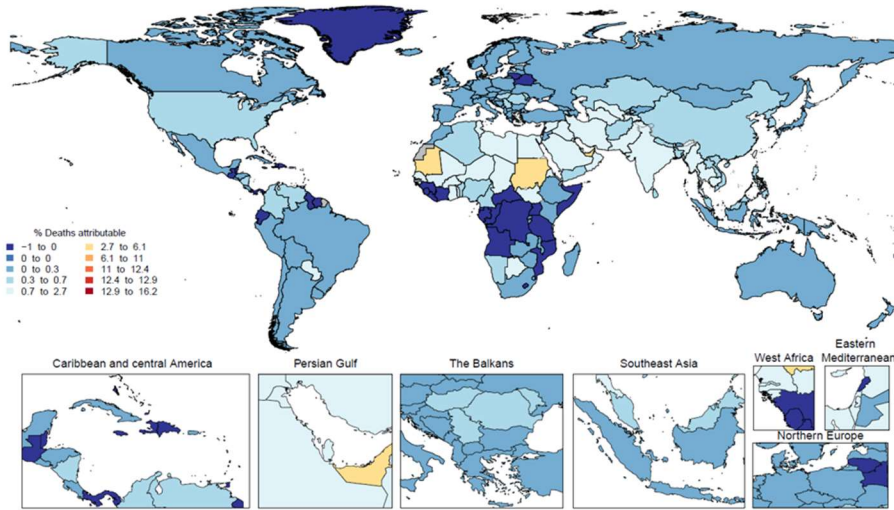 % Deaths attributable
−1 to 0
0 to 0
0 to 0.3
0.3 to 0.7
0.7 to 2.7
2.7 to 6.1
6.1 to 11
11 to 12.4
12.4 to 12.9
12.9 to 16.2
Caribbean and central America
Persian Gulf
The Balkans
Southeast Asia
West Africa
Eastern
Mediterranean
Northern Europe